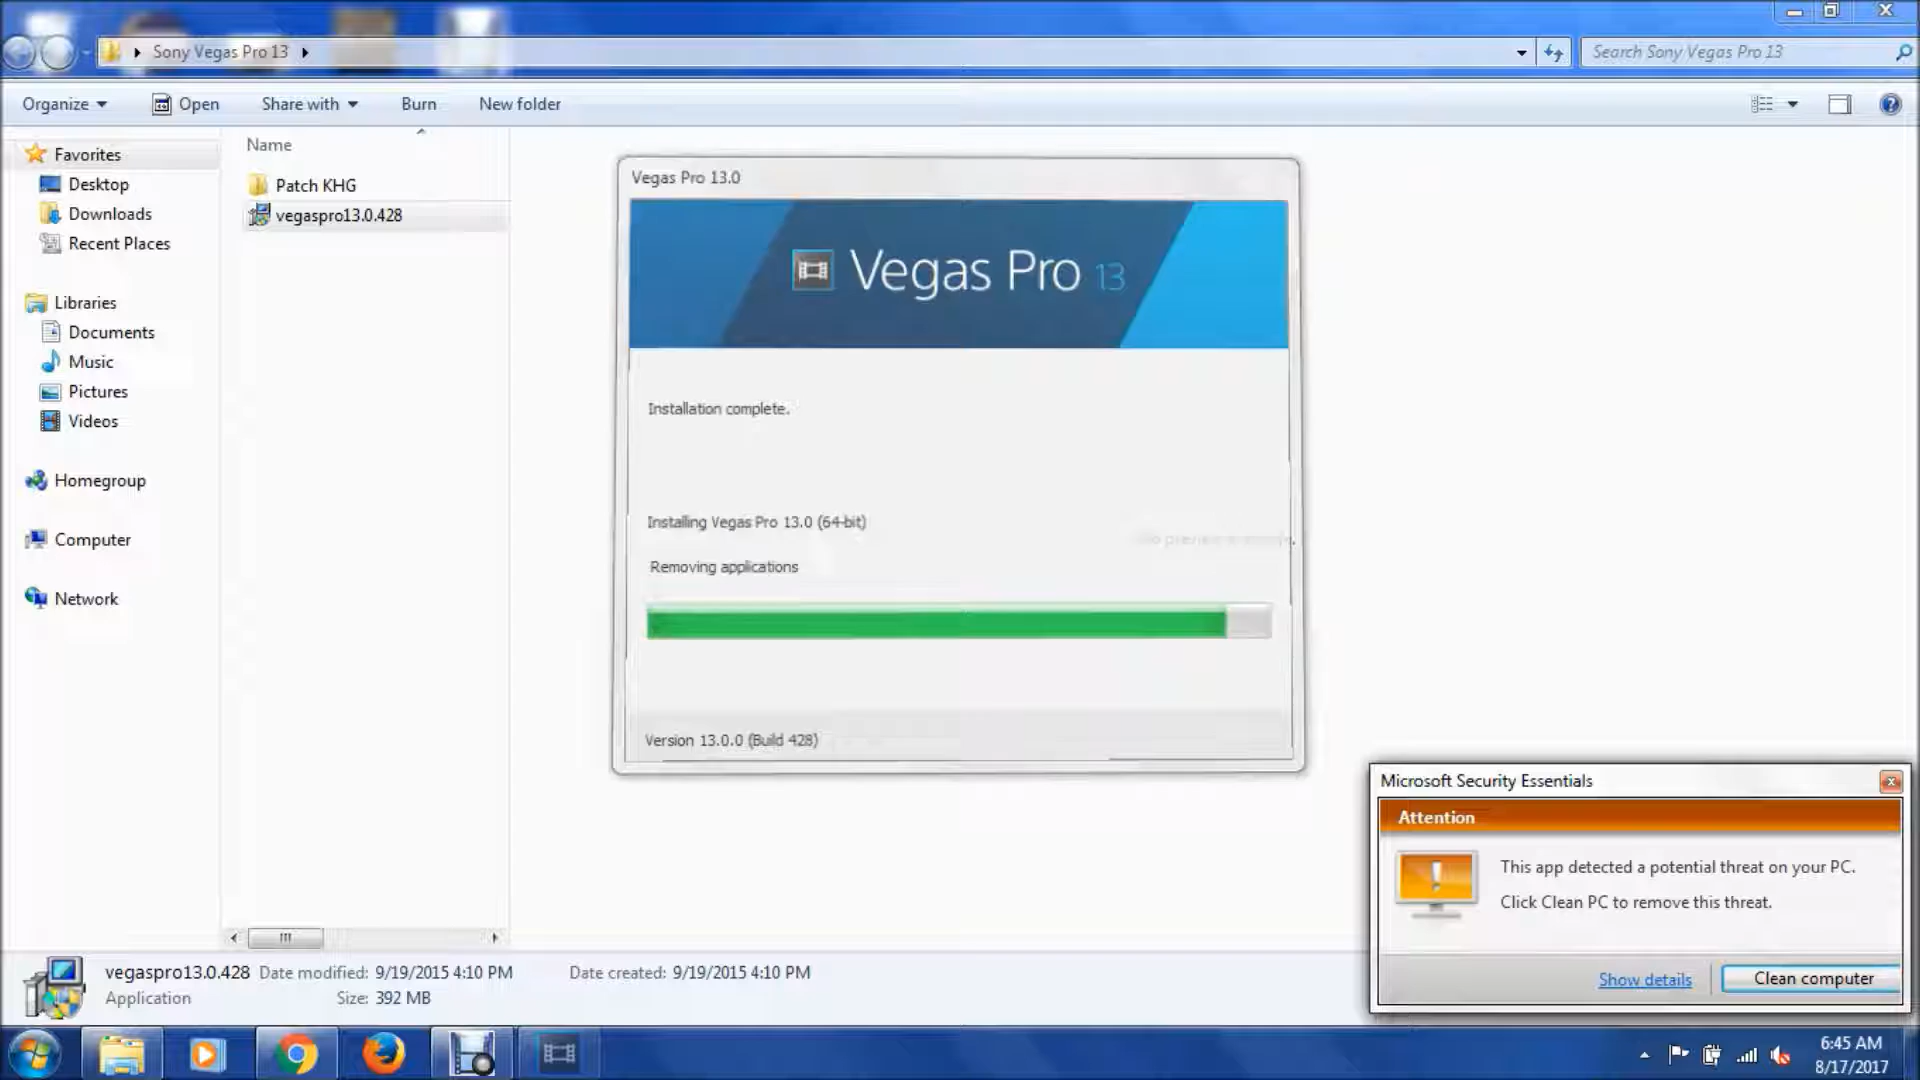 Sony Vegas Pro 13
Search Sony Vegas Pro 13
Organize
Open
Share with
Burn
New folder
Favorites
Desktop
Downloads
Recent Places
Libraries
Documents
Music
Pictures
Videos
Homegroup
Computer
Network
Name
Patch KHG
vegaspro13.0.428
Vegas Pro 13.0
Vegas Pro 13
Installation complete.
Installing Vegas Pro 13.0 (64-bit)
Removing applications
Version 13.0.0 (Build 428)
Microsoft Security Essentials
Attention
This app detected a potential threat on your PC.
Click Clean PC to remove this threat.
Show details
Clean computer
vegaspro13.0.428 Date modified: 9/19/2015 4:10 PM Date created: 9/19/2015 4:10 PM
Application Size: 392 MB
6:45 AM
8/17/2017